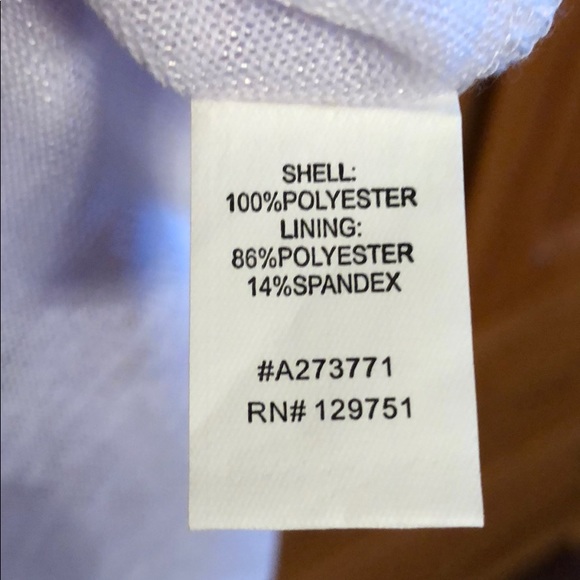 SHELL:
100%POLYESTER
LINING:
86%POLYESTER
14%SPANDEX
#A273771
RN# 129751